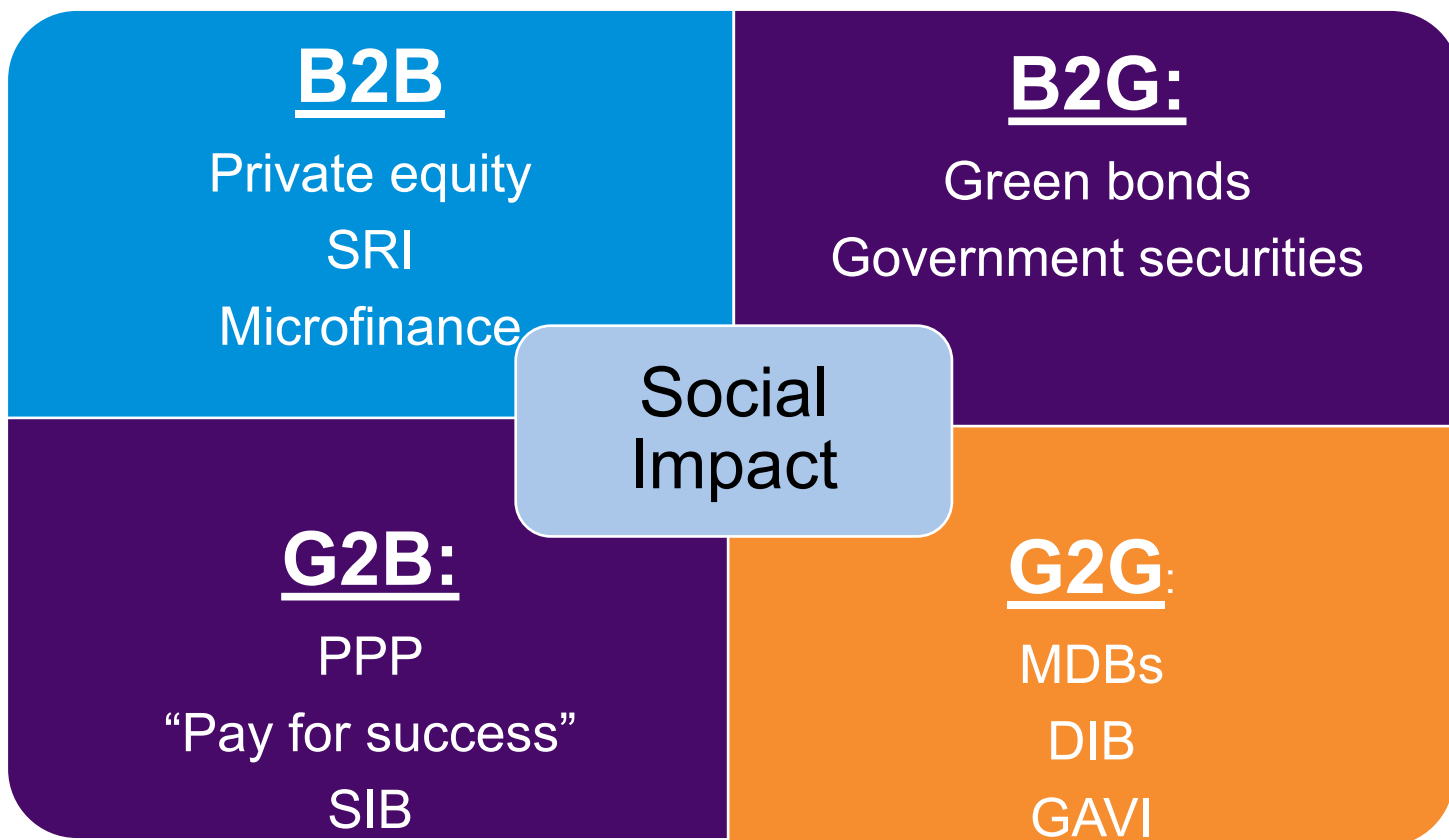 B2B
Private equity
SRI
Microfinance
B2G:
Green bonds
Government securities
Social
Impact
G2B:
PPP
“Pay for success”
SIB
G2G:
MDBs
DIB
GAVI